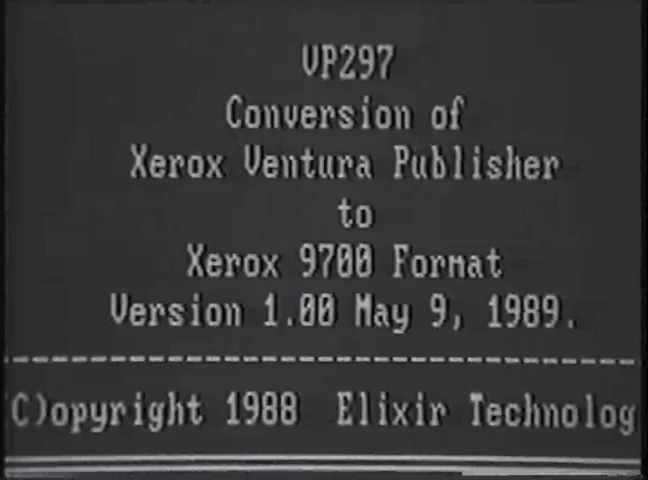 VP297
Conversion of
Xerox Ventura Publisher
to
Xerox 9700 Format
Version 1.00 May 9, 1989.
(C)opyright 1988 Elixir Technolog